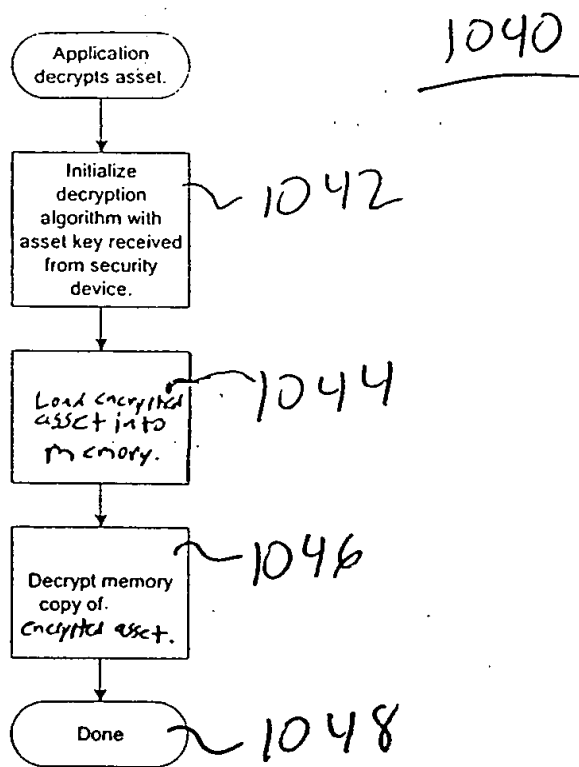 1040
Application
decrypts asset.
Initialize
decryption
algorithm with
asset key received
from security
device.
1042
Load encrypted
asset into
memory.
1044
Decrypt memory
copy of.
encrypted asset.
1046
Done
1048